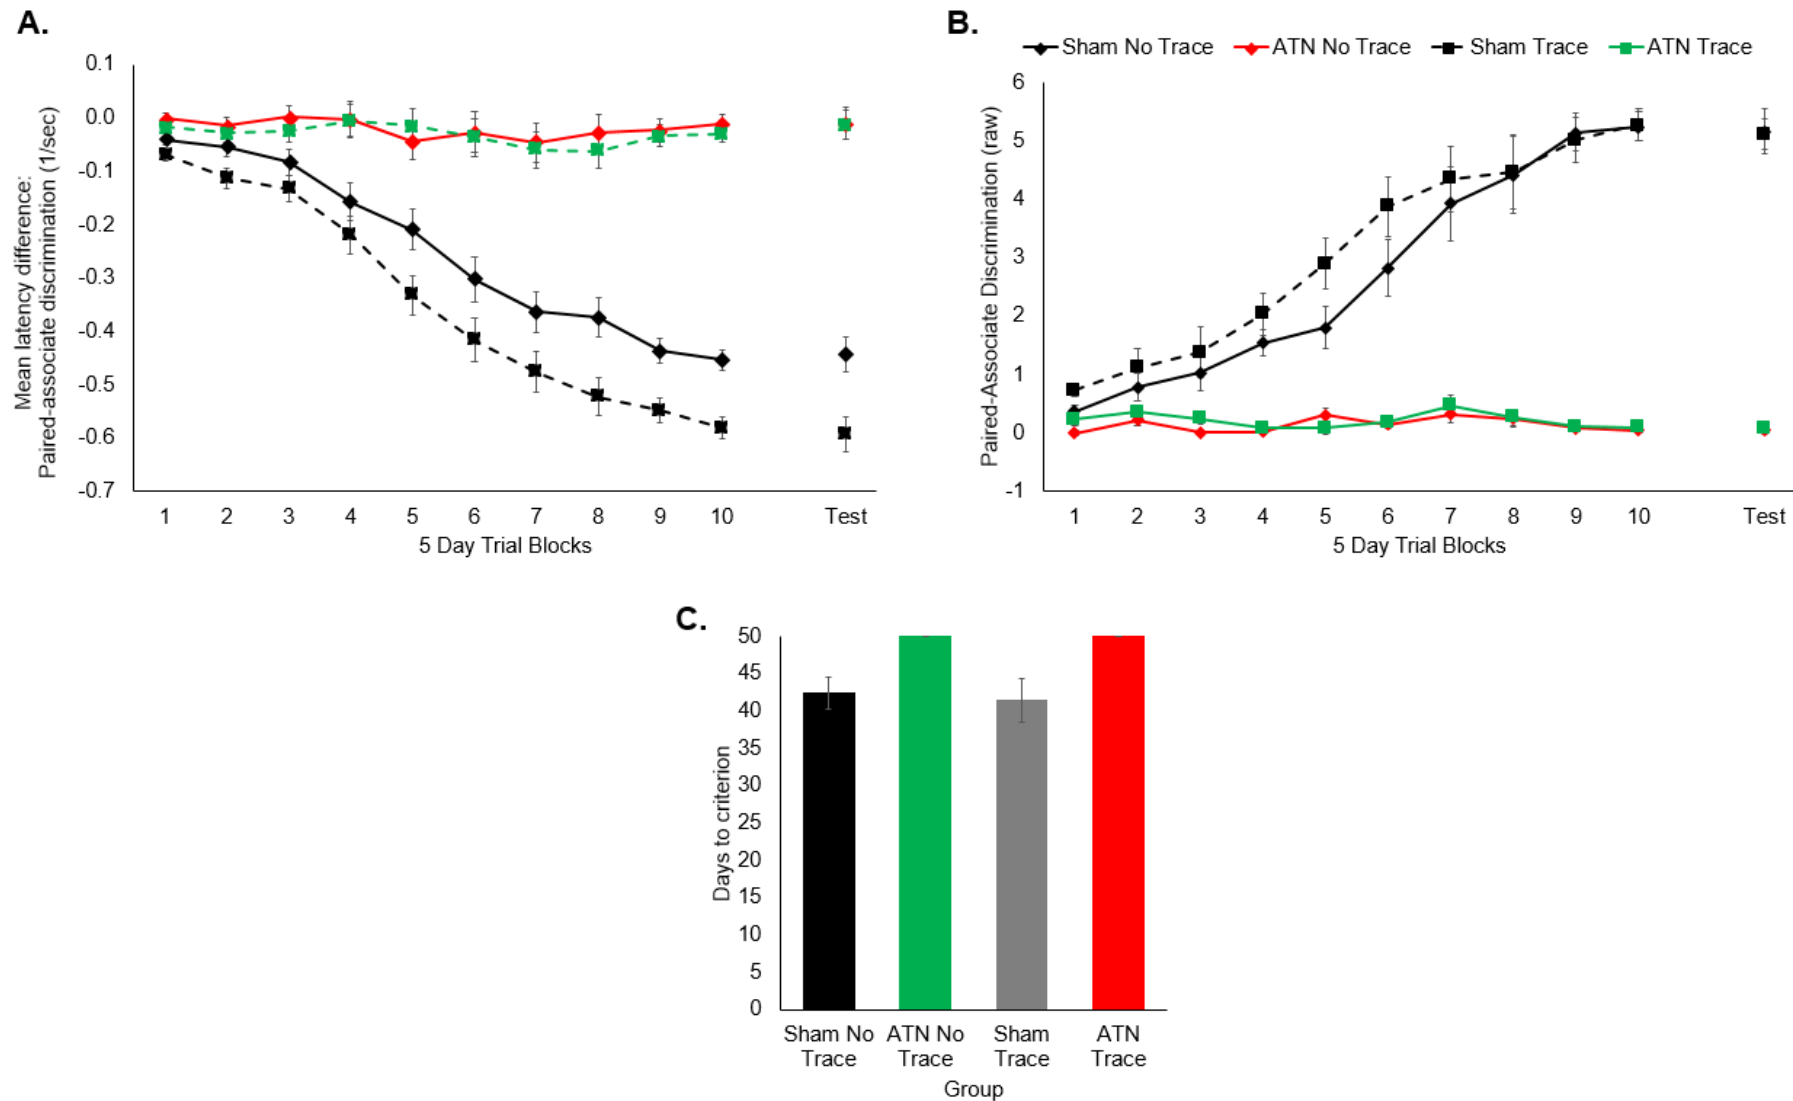 A.
0.1
0.0
-0.1
-0.2
-0.3
-0.4
-0.5
-0.6
-0.7
Mean latency difference:
Paired-associate discrimination (1/sec)
1 2 3 4 5 6 7 8 9 10 Test
5 Day Trial Blocks
B.
Sham No Trace ATN No Trace Sham Trace ATN Trace
6
5
4
3
2
1
0
-1
Paired-Associate Discrimination (raw)
1 2 3 4 5 6 7 8 9 10 Test
5 Day Trial Blocks
C.
50
45
40
35
30
25
20
15
10
5
0
Days to criterion
Sham No ATN No Sham ATN
Trace Trace Trace Trace
Group